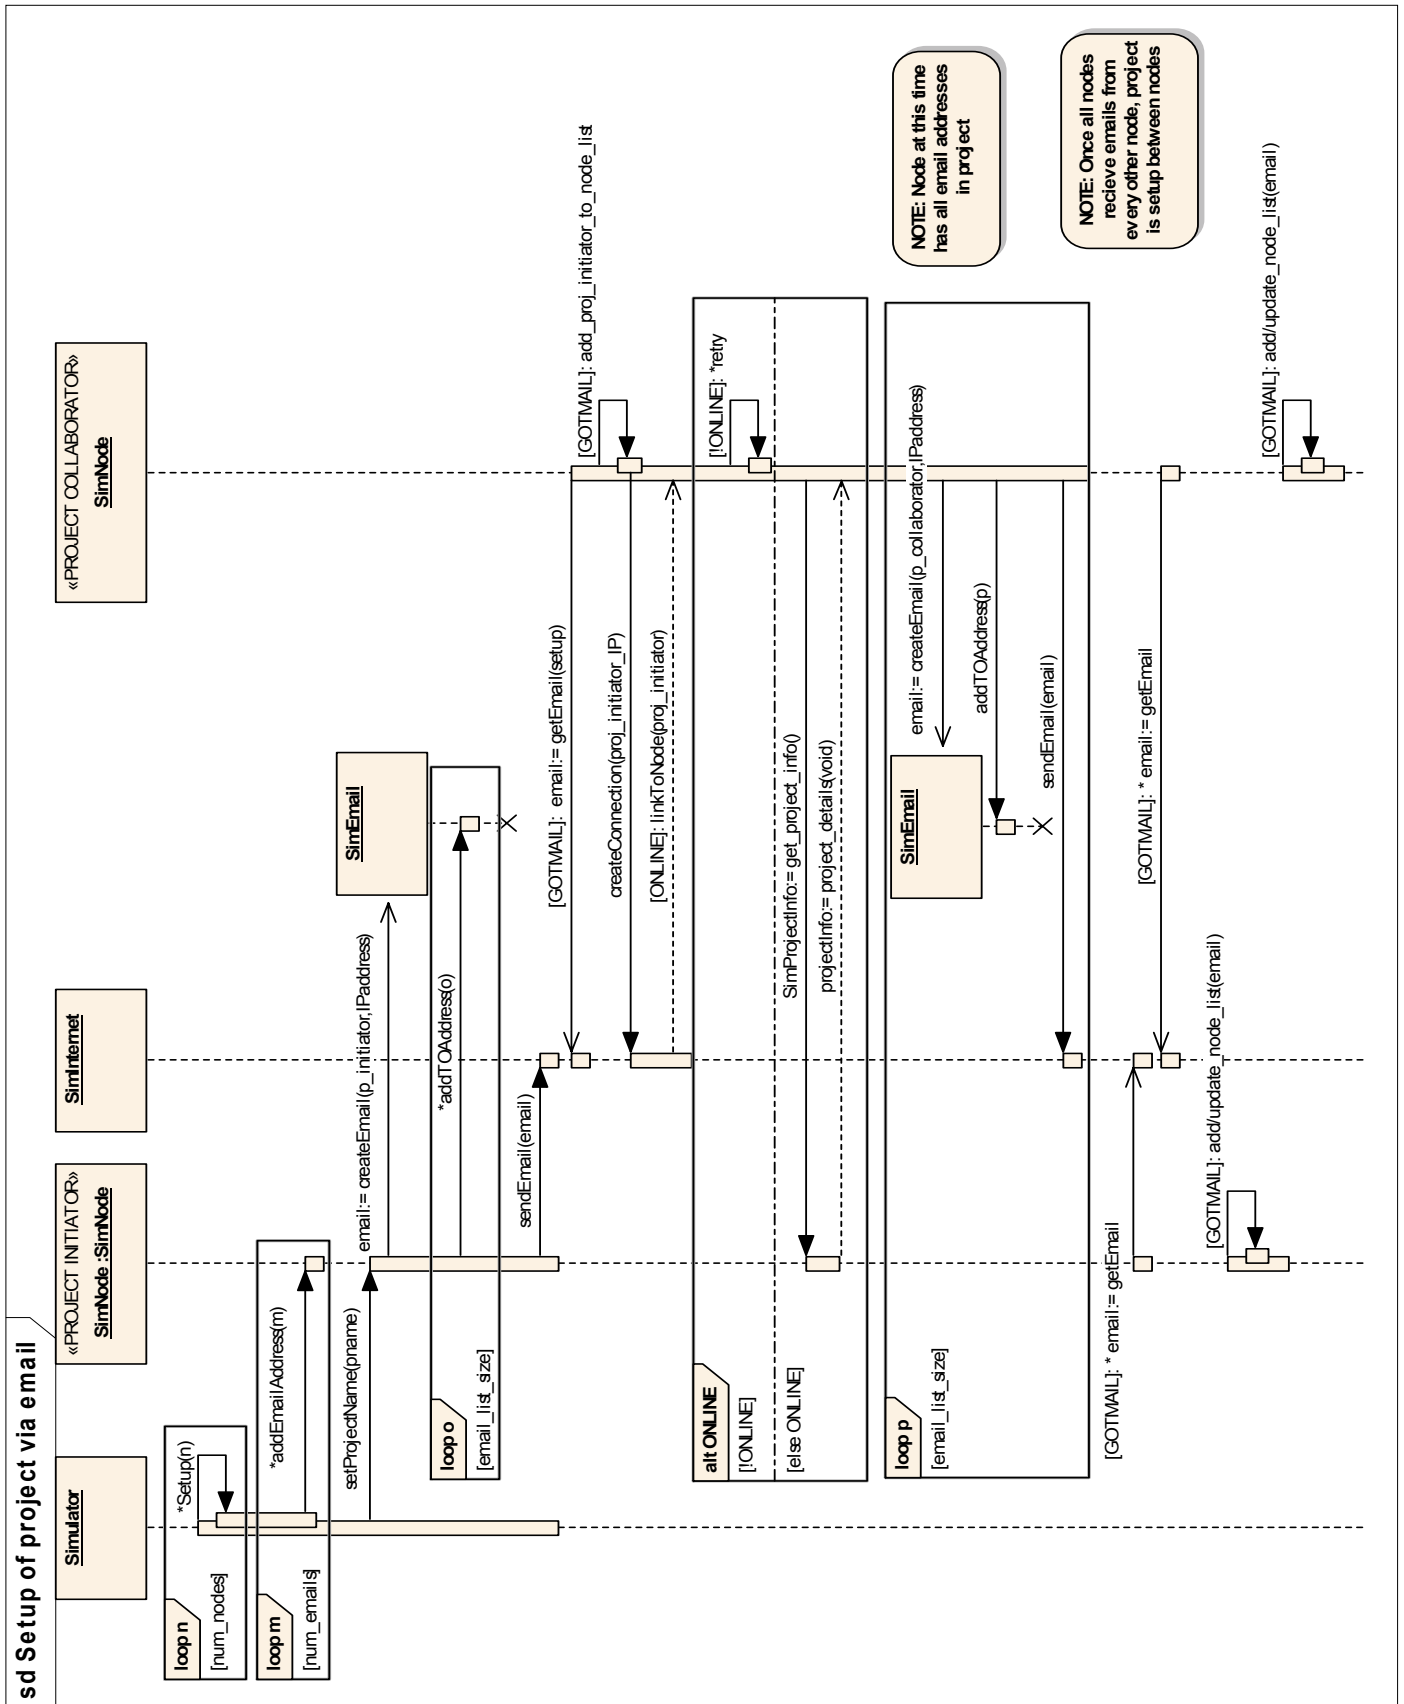 sd Setup of project via email
Simulator
«PROJECT INITIATOR»
SimNode :SimNode
SimInternet
«PROJECT COLLABORATOR»
SimNode
loop n
[num_nodes]
*Setup(n)
loop m
[num_emails]
*addEmailAddress(m)
setProjectName(pname)
email:= createEmail(p_initiator,IPaddress)
SimEmail
loop o
[email_list_size]
*addTOAddress(o)
sendEmail(email)
[GOTMAIL]: email:= getEmail(setup)
[GOTMAIL]: add_proj_initiator_to_node_list
createConnection(proj_initiator_IP)
[ONLINE]: linkToNode(proj_initiator)
alt ONLINE
[!ONLINE]
[!ONLINE]: *retry
[else ONLINE]
SimProjectInfo:= get_project_info()
projectInfo:= project_details(void)
loop p
[email_list_size]
email:= createEmail(p_collaborator,IPaddress)
SimEmail
addTOAddress(p)
sendEmail(email)
NOTE: Node at this time
has all email addresses
in project
NOTE: Once all nodes
recieve emails from
every other node, project
is setup between nodes
[GOTMAIL]: * email:= getEmail
[GOTMAIL]: * email:= getEmail
[GOTMAIL]: add/update_node_list(email)
[GOTMAIL]: add/update_node_list(email)